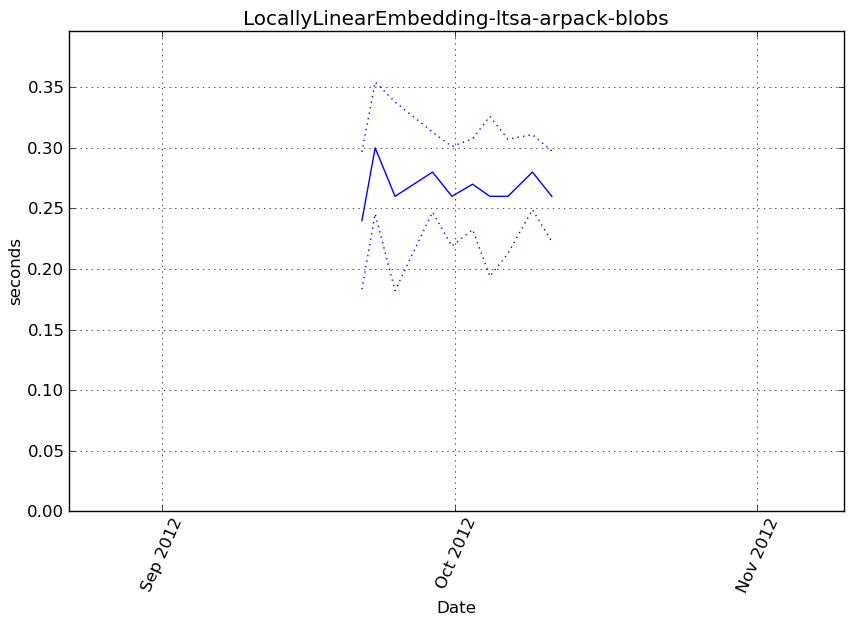 LocallyLinearEmbedding-ltsa-arpack-blobs
0.35
0.30
0.25
0.20
0.15
0.10
0.05
0.00
seconds
Sep 2012
Oct 2012
Nov 2012
Date